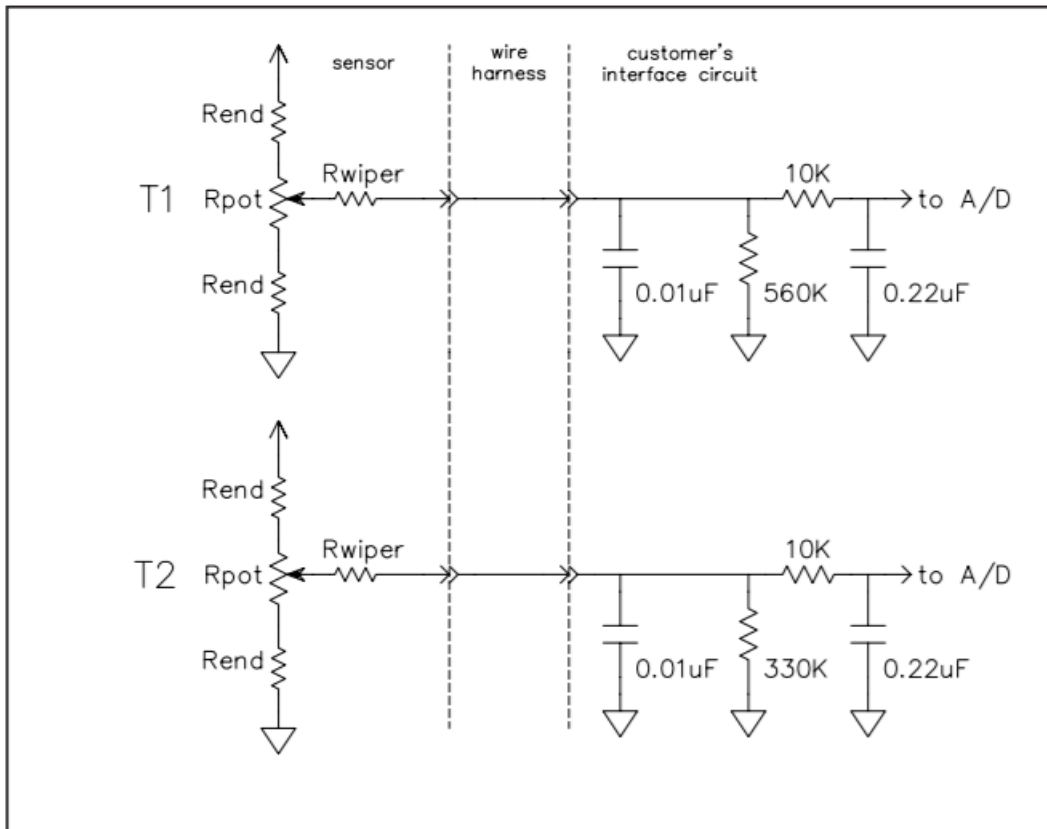 sensor
wire
harness
customer's
interface circuit
Rend
T1
Rpot
Rwiper
10K
to A/D
Rend
0.01uF
560K
0.22uF
Rend
T2
Rpot
Rwiper
10K
to A/D
Rend
0.01uF
330K
0.22uF